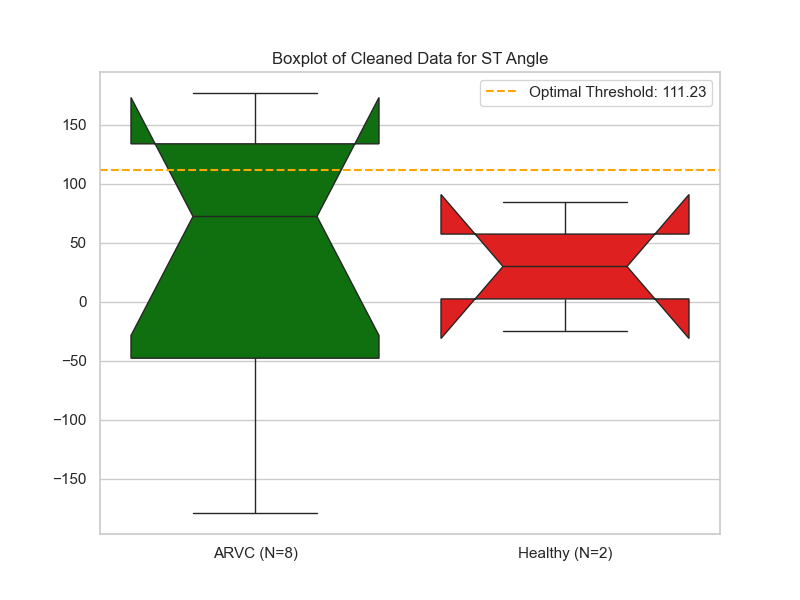 Boxplot of Cleaned Data for ST Angle
Optimal Threshold: 111.23
150
100
50
0
−50
−100
−150
ARVC (N=8)
Healthy (N=2)